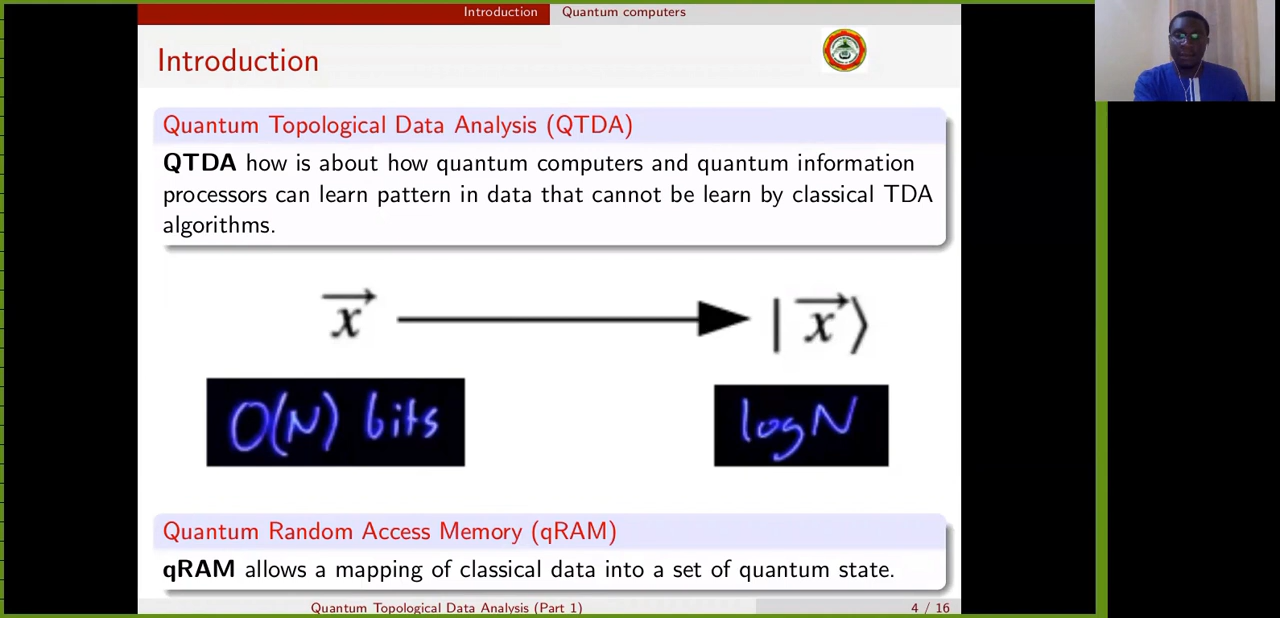 Introduction Quantum computers
Introduction
Quantum Topological Data Analysis (QTDA)
QTDA how is about how quantum computers and quantum information
processors can learn pattern in data that cannot be learn by classical TDA
algorithms.
x⃗ |x⃗⟩
O(N) bits log N
Quantum Random Access Memory (qRAM)
qRAM allows a mapping of classical data into a set of quantum state.
Quantum Topological Data Analysis (Part 1) 4 / 16